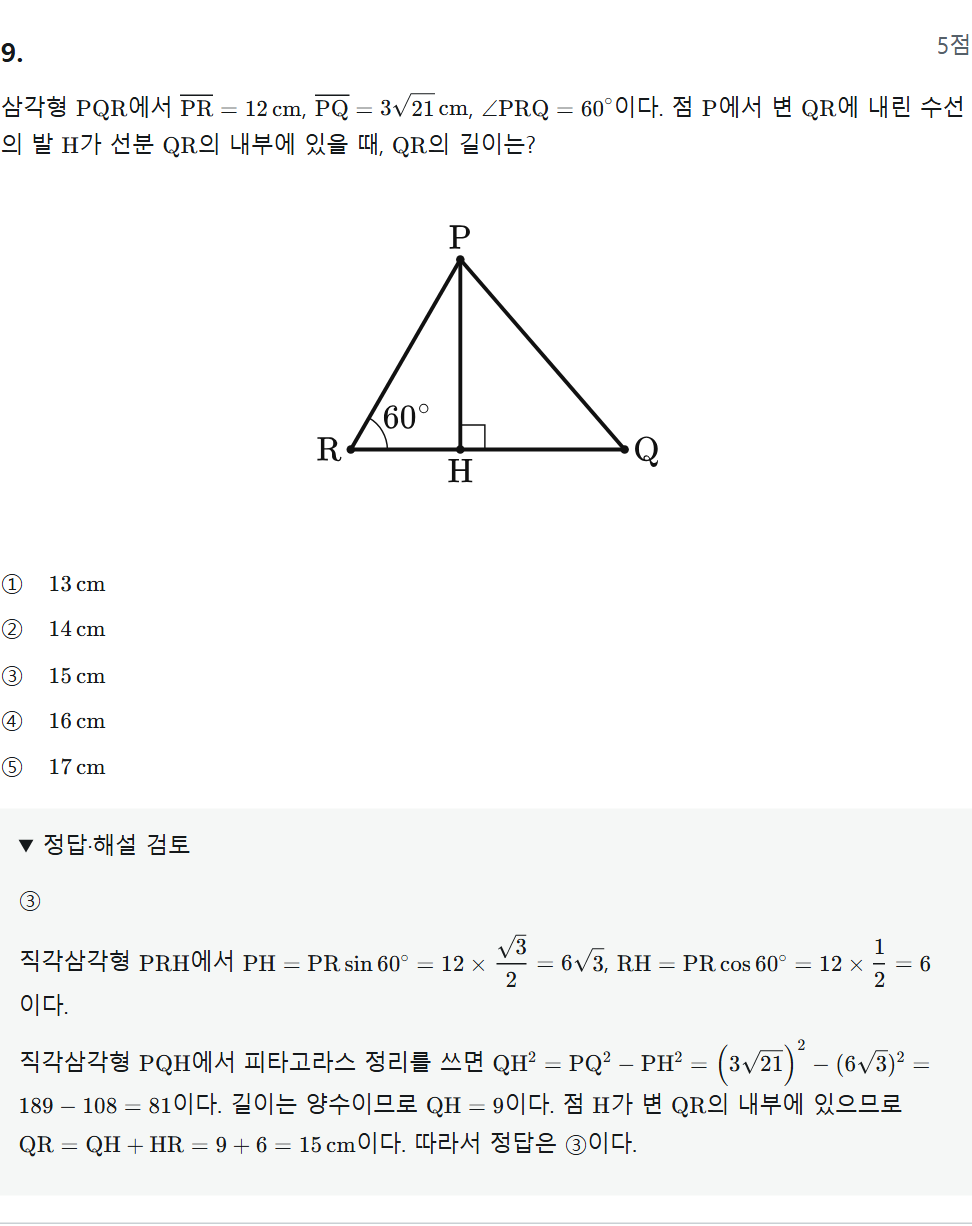 9.
5점
삼각형 PQR에서 P̅R̅ = 12 cm, P̅Q̅ = 3√21 cm, ∠PRQ = 60°이다. 점 P에서 변 QR에 내린 수선
의 발 H가 선분 QR의 내부에 있을 때, QR의 길이는?
P
60°
R
Q
H
① 13 cm
② 14 cm
③ 15 cm
④ 16 cm
⑤ 17 cm
▼ 정답·해설 검토
③
직각삼각형 PRH에서 PH = PR sin 60° = 12 × √3/2 = 6√3, RH = PR cos 60° = 12 × 1/2 = 6
이다.
직각삼각형 PQH에서 피타고라스 정리를 쓰면 QH² = PQ² − PH² = (3√21)² − (6√3)² =
189 − 108 = 81이다. 길이는 양수이므로 QH = 9이다. 점 H가 변 QR의 내부에 있으므로
QR = QH + HR = 9 + 6 = 15 cm이다. 따라서 정답은 ③이다.